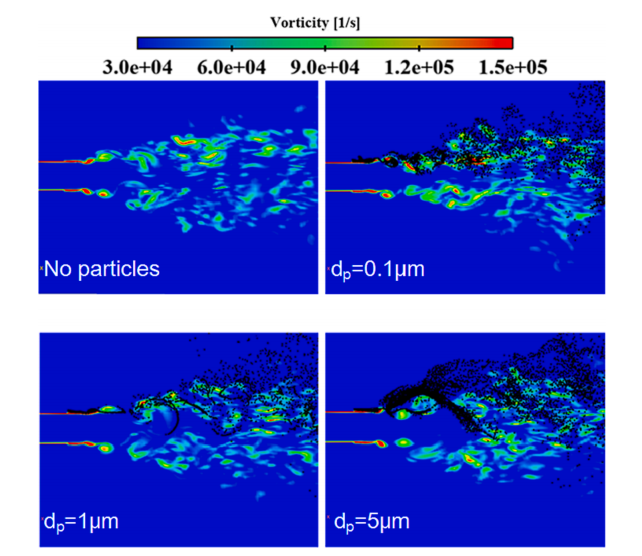 Vorticity [1/s]
3.0e+04 6.0e+04 9.0e+04 1.2e+05 1.5e+05
No particles
dₚ=0.1μm
dₚ=1μm
dₚ=5μm